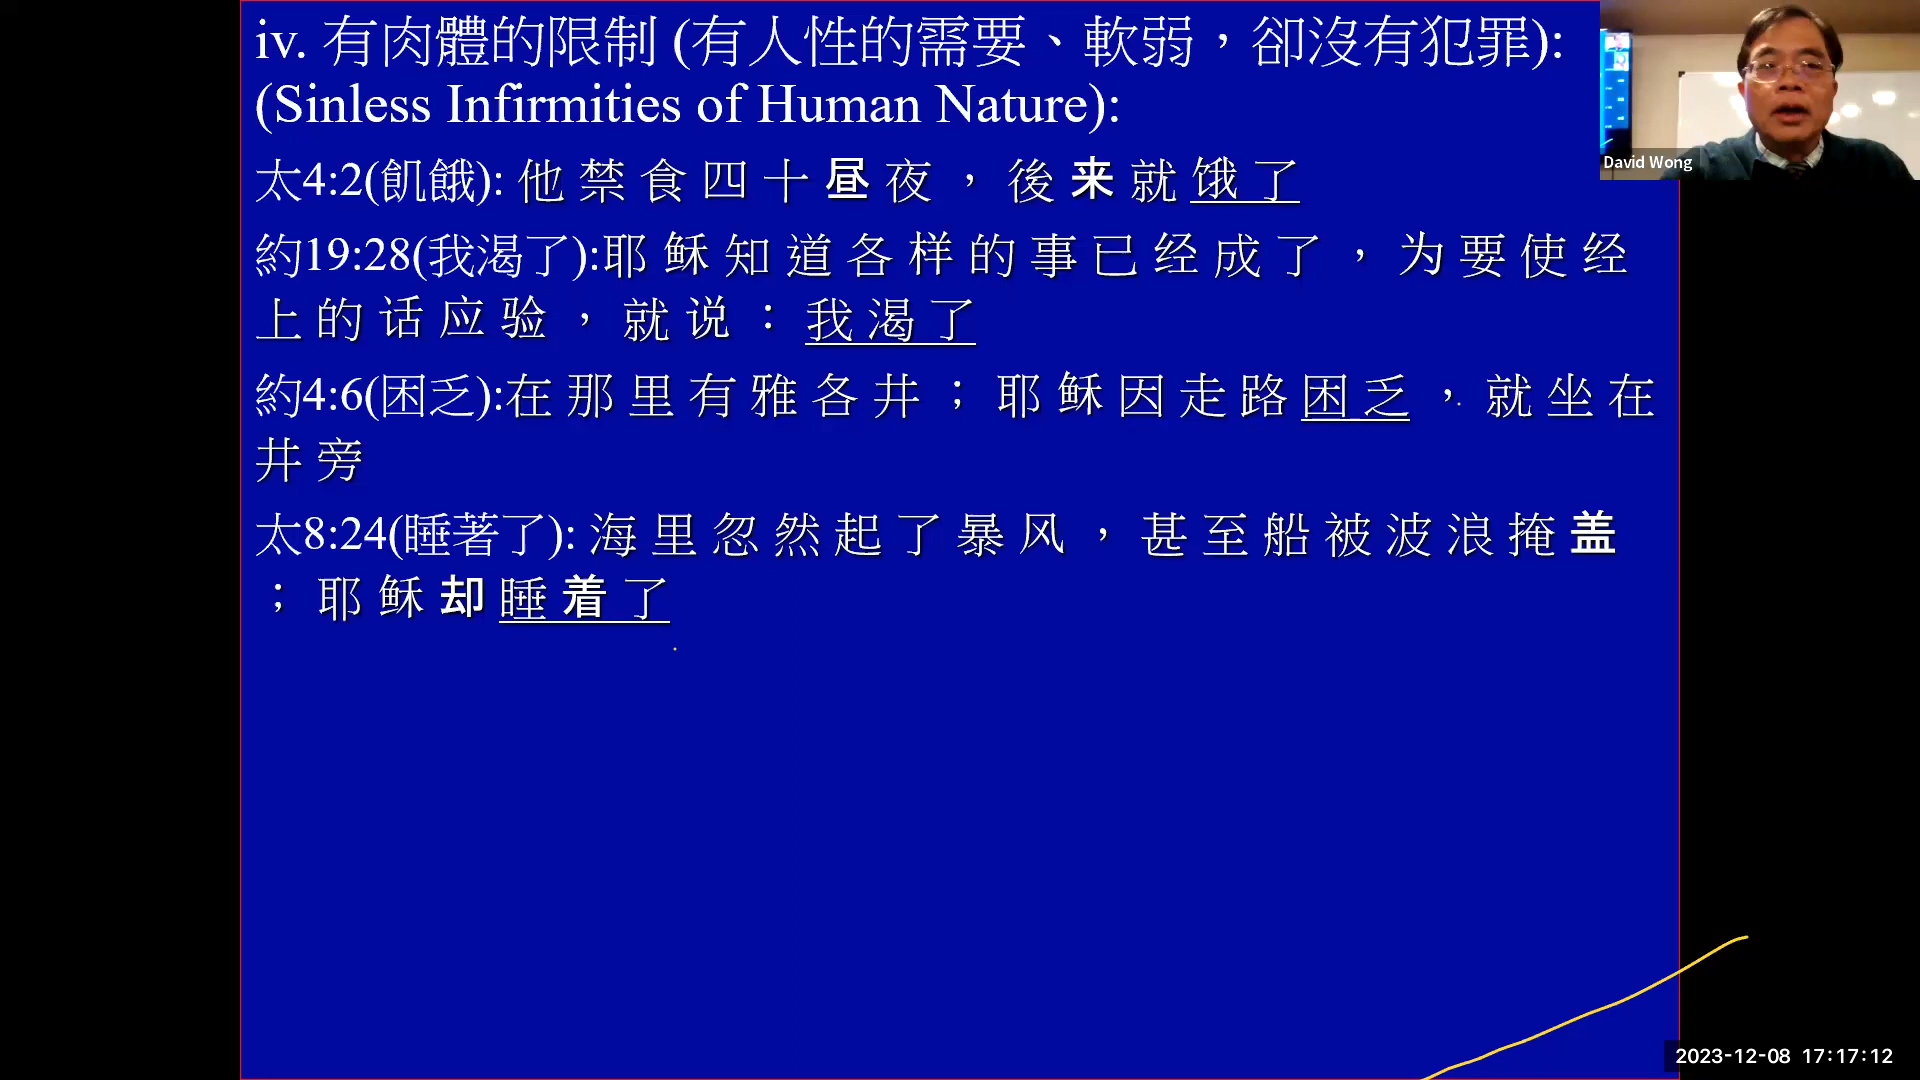 iv. 有肉體的限制 (有人性的需要、軟弱，卻沒有犯罪):
(Sinless Infirmities of Human Nature):
太4:2(飢餓): 他 禁 食 四 十 昼 夜 ， 後 来 就 饿 了
約19:28(我渴了):耶 稣 知 道 各 样 的 事 已 经 成 了 ， 为 要 使 经
上 的 话 应 验 ， 就 说 ： 我 渴 了
約4:6(困乏):在 那 里 有 雅 各 井 ； 耶 稣 因 走 路 困 乏 ， 就 坐 在
井 旁
太8:24(睡著了): 海 里 忽 然 起 了 暴 风 ， 甚 至 船 被 波 浪 掩 盖
； 耶 稣 却 睡 着 了
David Wong
2023-12-08 17:17:12